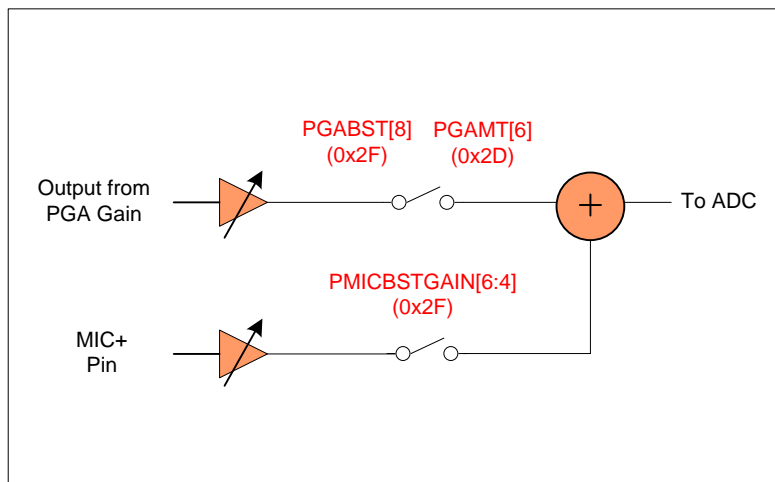 PGABST[8]
(0x2F)
PGAMT[6]
(0x2D)
Output from
PGA Gain
+
To ADC
PMICBSTGAIN[6:4]
(0x2F)
MIC+
Pin